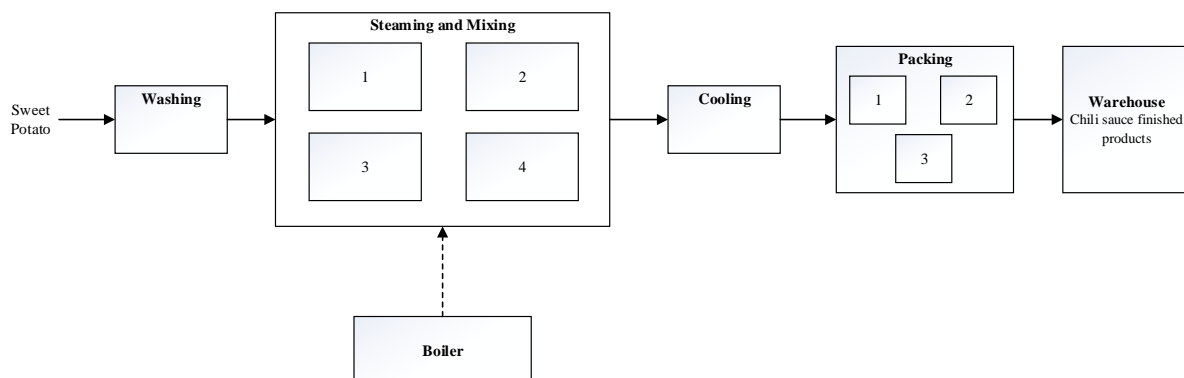 Sweet
Potato
Washing
Steaming and Mixing
1
2
3
4
Boiler
Cooling
Packing
1
2
3
Warehouse
Chili sauce finished
products